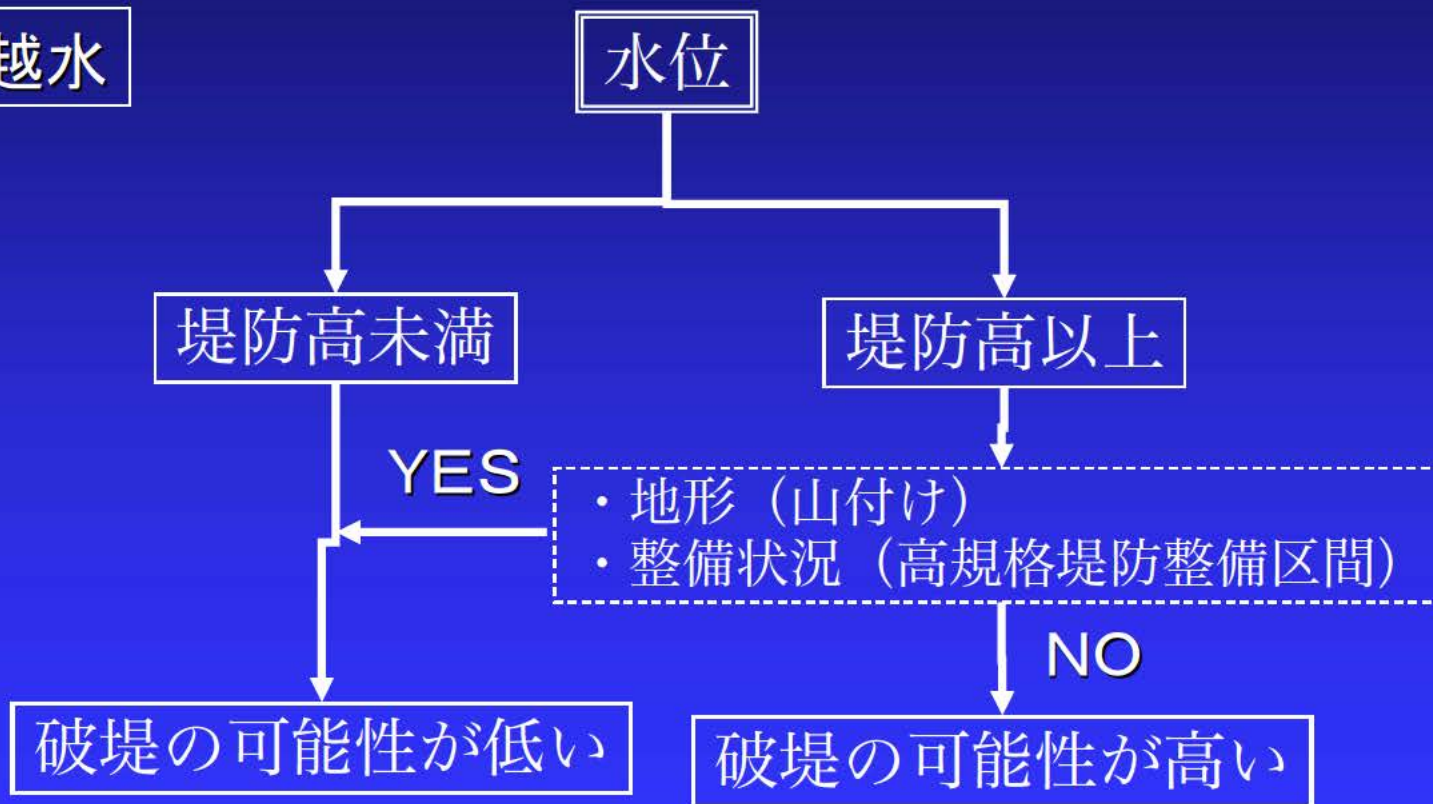 越水
水位
堤防高未満
堤防高以上
YES
・地形（山付け）
・整備状況（高規格堤防整備区間）
NO
破堤の可能性が低い
破堤の可能性が高い